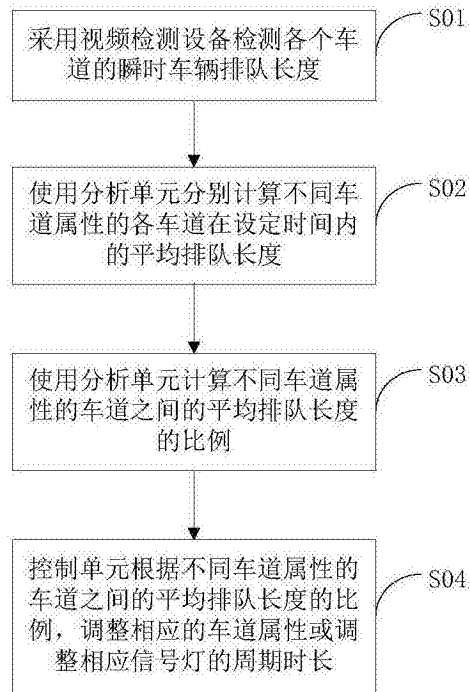 采用视频检测设备检测各个车
道的瞬时车辆排队长度
S01
使用分析单元分别计算不同车
道属性的各车道在设定时间内
的平均排队长度
S02
使用分析单元计算不同车道属
性的车道之间的平均排队长度
的比例
S03
控制单元根据不同车道属性的
车道之间的平均排队长度的比
例，调整相应的车道属性或调
整相应信号灯的周期时长
S04